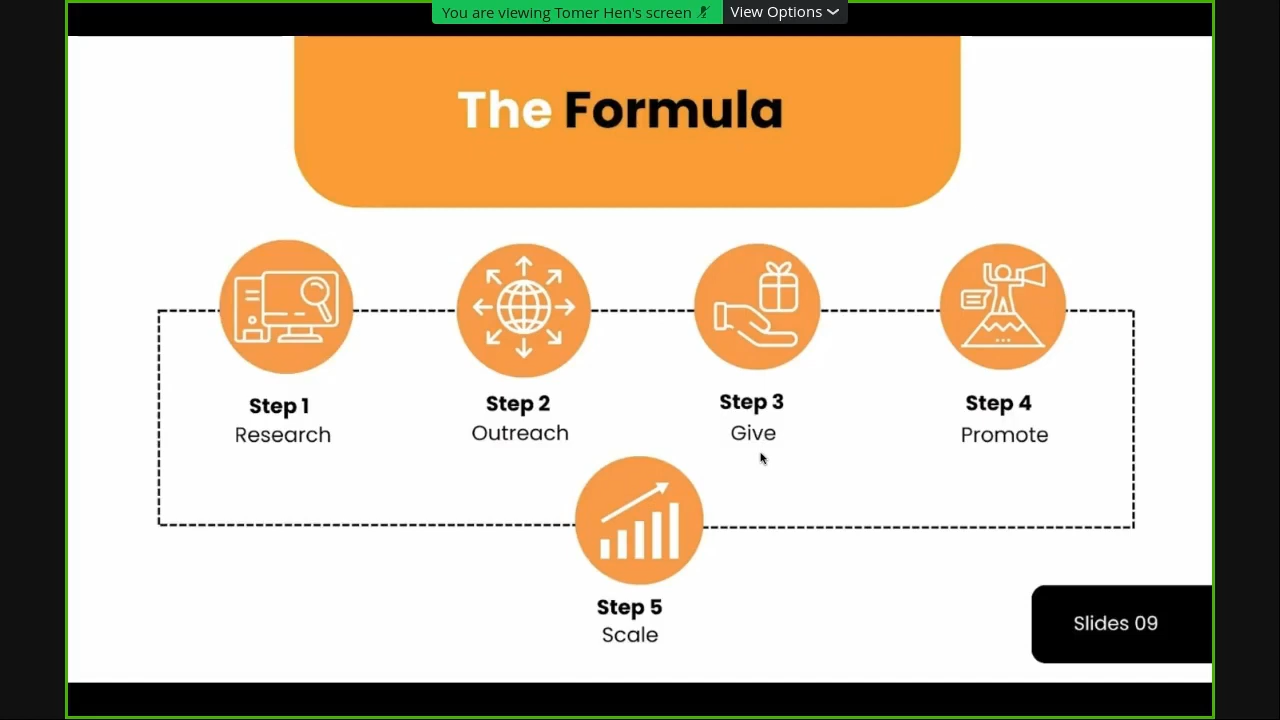 You are viewing Tomer Hen's screen
View Options
The Formula
Step 1
Research
Step 2
Outreach
Step 3
Give
Step 4
Promote
Step 5
Scale
Slides 09